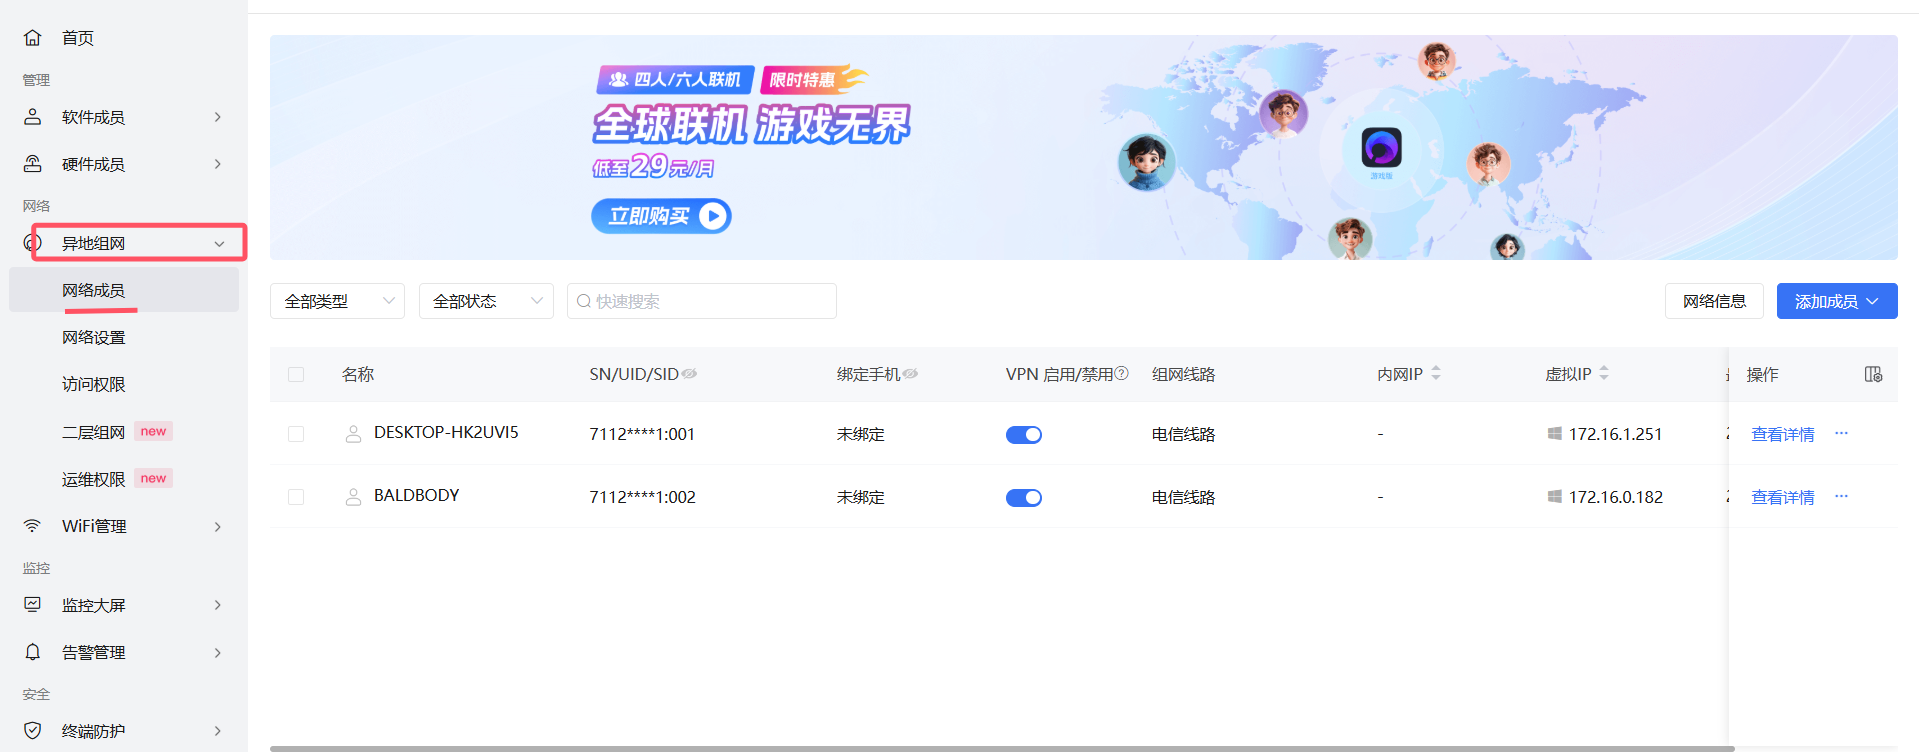 首页
管理
软件成员
硬件成员
网络
异地组网
网络成员
网络设置
访问权限
二层组网 new
运维权限 new
WiFi管理
监控
监控大屏
告警管理
安全
终端防护
四人/六人联机 限时特惠
全球联机 游戏无界
低至29元/月
立即购买
游戏版
全部类型 全部状态 快速搜索 网络信息 添加成员
名称 SN/UID/SID 绑定手机 VPN 启用/禁用 组网线路 内网IP 虚拟IP 操作
DESKTOP-HK2UVI5 7112****1:001 未绑定 电信线路 - 172.16.1.251 查看详情 ...
BALDBODY 7112****1:002 未绑定 电信线路 - 172.16.0.182 查看详情 ...